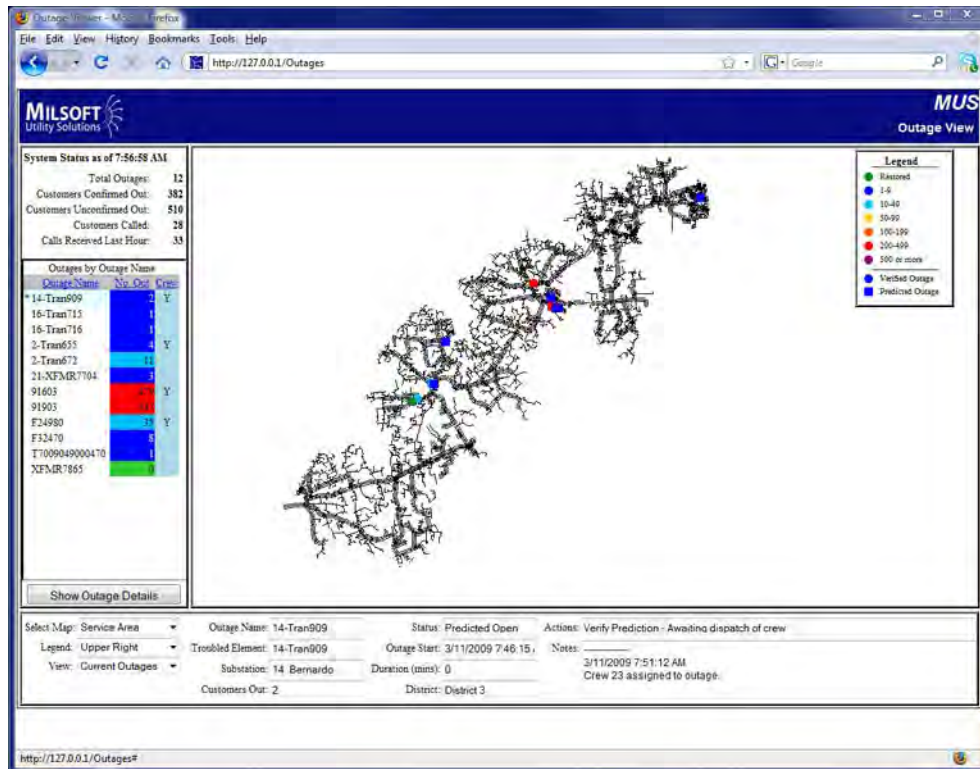 Outage Viewer - Mozilla Firefox
File Edit View History Bookmarks Tools Help
http://127.0.0.1/Outages
Google
MILSOFT
Utility Solutions
MUS
Outage View
System Status as of 7:56:58 AM
Total Outages: 12
Customers Confirmed Out: 382
Customers Unconfirmed Out: 510
Customers Called: 28
Calls Received Last Hour: 33
Outages by Outage Name
Outage Name No. Out Crew
*14-Tran909 2 Y
16-Tran715 1
16-Tran716 1
2-Tran655 4 Y
2-Tran672 11
21-XFMR7704 3
91603 Y
91903
F24980 35 Y
F32470 8
T7009049000470 1
XFMR7865 0
Show Outage Details
Legend
Restored
1-9
10-49
50-99
100-199
200-499
500 or more
Verified Outage
Predicted Outage
Select Map: Service Area
Legend: Upper Right
View: Current Outages
Outage Name: 14-Tran909
Troubled Element: 14-Tran909
Substation: 14 Bernardo
Customers Out: 2
Status: Predicted Open
Outage Start: 3/11/2009 7:46:15
Duration (mins): 0
District: District 3
Actions: Verify Prediction - Awaiting dispatch of crew
Notes:
3/11/2009 7:51:12 AM
Crew 23 assigned to outage.
http://127.0.0.1/Outages#